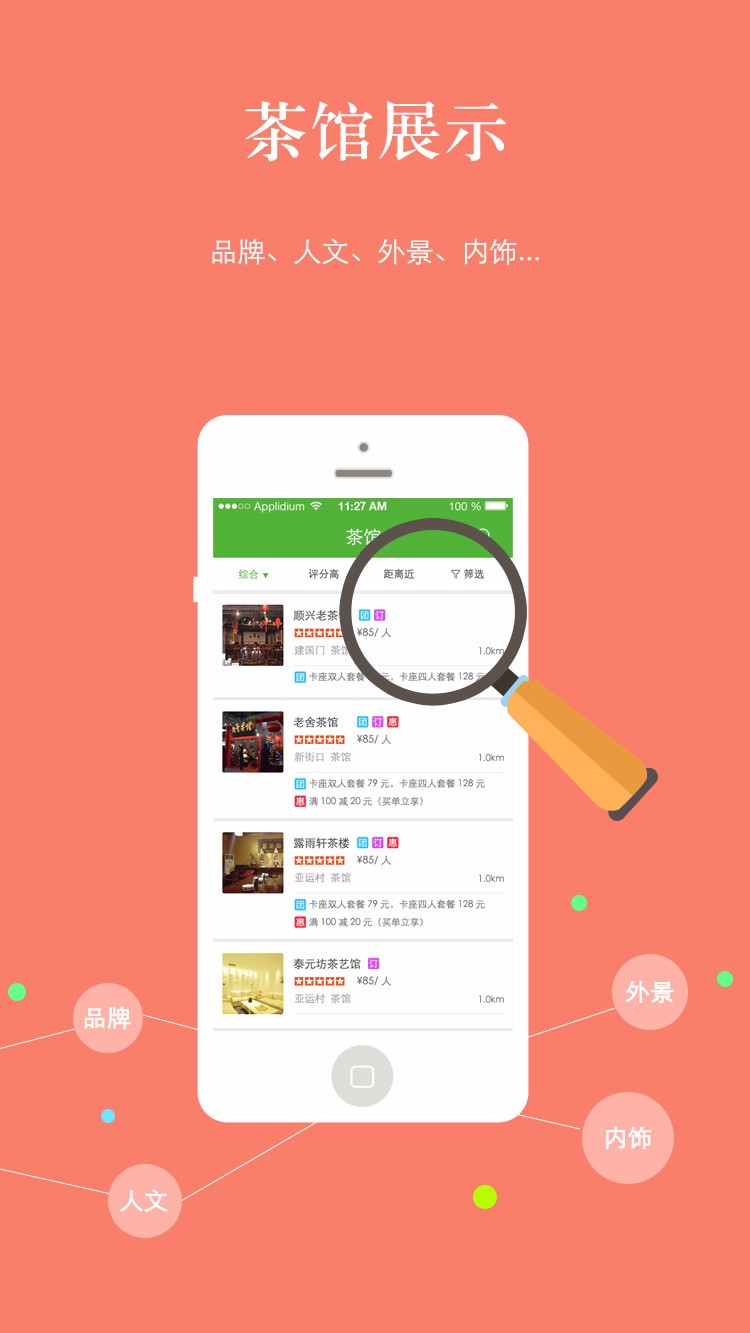 茶馆展示
品牌、人文、外景、内饰...
Applidium 11:27 AM 100 %
茶馆
综合 评分高 距离近 筛选
顺兴老茶 团 订
¥85/ 人
建国门 茶馆 1.0km
团 卡座双人套餐 元，卡座四人套餐 128 元
老舍茶馆 团 订 惠
¥85/ 人
新街口 茶馆 1.0km
团 卡座双人套餐 79 元，卡座四人套餐 128 元
惠 满 100 减 20 元（买单立享）
露雨轩茶楼 团 订 惠
¥85/ 人
亚运村 茶馆 1.0km
团 卡座双人套餐 79 元，卡座四人套餐 128 元
惠 满 100 减 20 元（买单立享）
泰元坊茶艺馆 订
¥85/ 人
亚运村 茶馆 1.0km
品牌
外景
内饰
人文